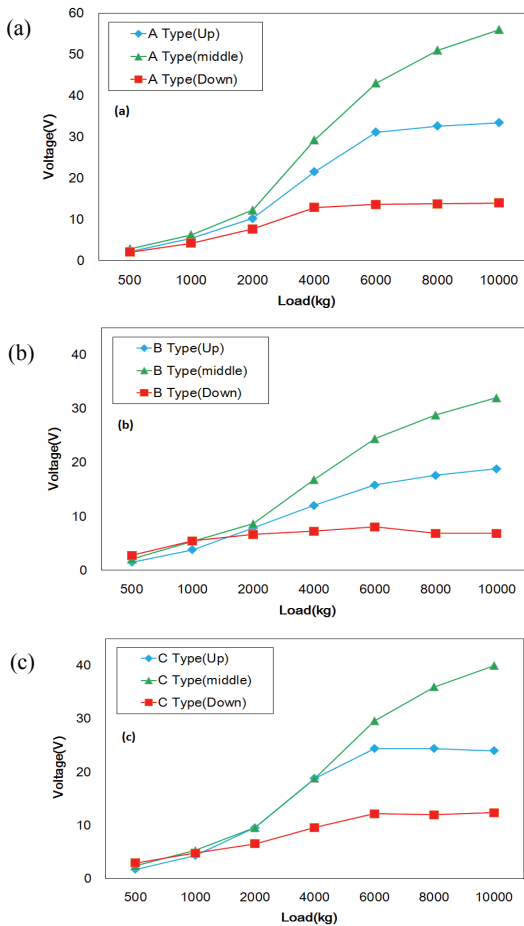 (a)
A Type(Up)
A Type(middle)
A Type(Down)
(a)
Voltage(V)
60
50
40
30
20
10
0
500 1000 2000 4000 6000 8000 10000
Load(kg)
(b)
B Type(Up)
B Type(middle)
B Type(Down)
(b)
Voltage(V)
40
30
20
10
0
500 1000 2000 4000 6000 8000 10000
Load(kg)
(c)
C Type(Up)
C Type(middle)
C Type(Down)
(c)
Voltage(V)
40
30
20
10
0
500 1000 2000 4000 6000 8000 10000
Load(kg)